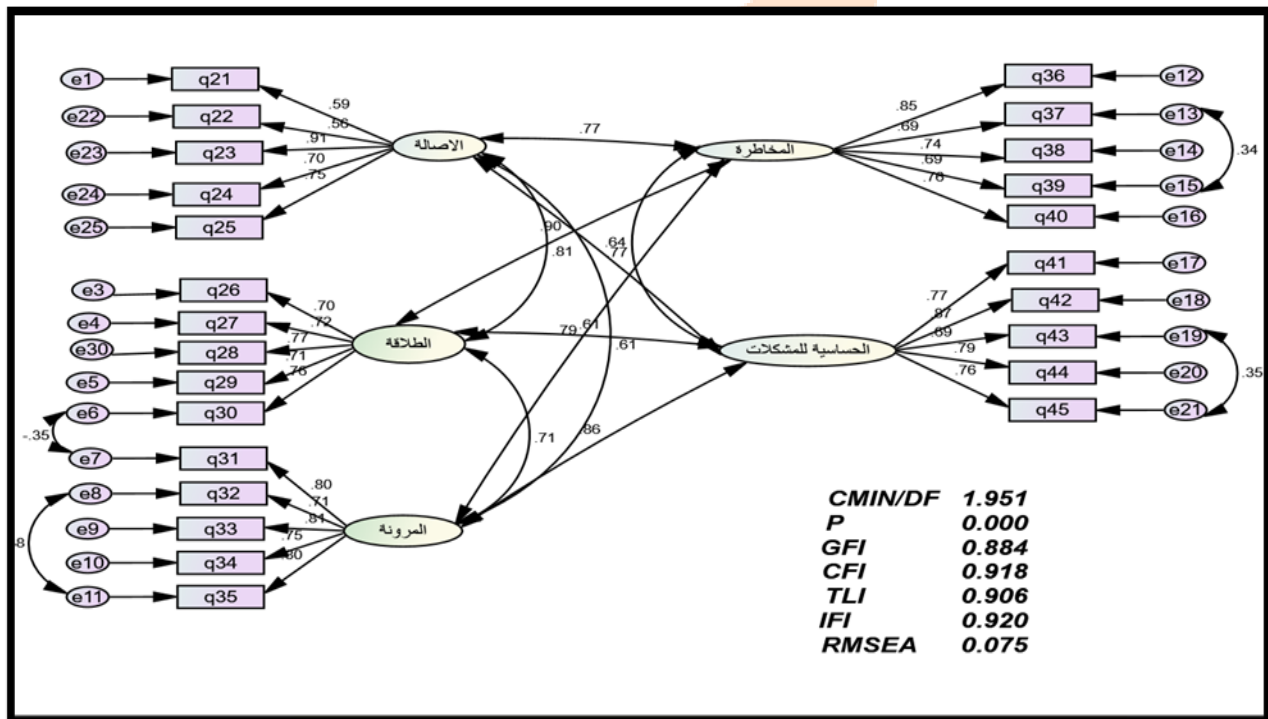 e1 q21 .59
e22 q22 .56
e23 q23 .91
e24 q24 .70
e25 q25 .75
الاصالة
.77
المخاطرة
.85 q36 e12
.69 q37 e13
.74 q38 e14
.69 q39 e15
.76 q40 e16
.34
.90
.81
.64
.77
e3 q26 .70
e4 q27 .72
e30 q28 .77
e5 q29 .71
e6 q30 .76
الطلاقة
.79
.61
.61
الحساسية للمشكلات
.77 q41 e17
.87 q42 e18
.69 q43 e19
.79 q44 e20
.76 q45 e21
.35
-.35
.71
.86
e7 q31 .80
e8 q32 .71
e9 q33 .81
e10 q34 .75
e11 q35 .80
المرونة
CMIN/DF 1.951
P 0.000
GFI 0.884
CFI 0.918
TLI 0.906
IFI 0.920
RMSEA 0.075